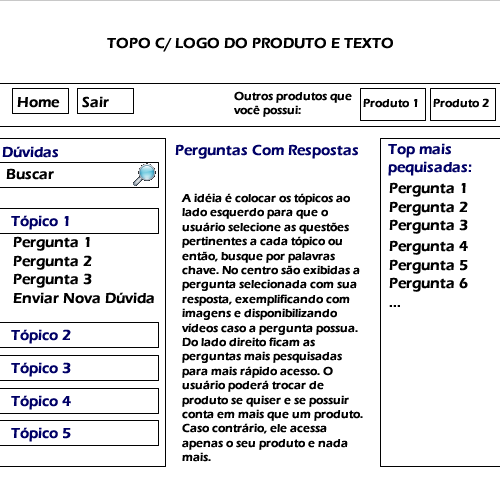 TOPO C/ LOGO DO PRODUTO E TEXTO
Home
Sair
Outros produtos que
você possui:
Produto 1
Produto 2
Dúvidas
Buscar
Tópico 1
Pergunta 1
Pergunta 2
Pergunta 3
Enviar Nova Dúvida
Tópico 2
Tópico 3
Tópico 4
Tópico 5
Perguntas Com Respostas
A idéia é colocar os tópicos ao
lado esquerdo para que o
usuário selecione as questões
pertinentes a cada tópico ou
então, busque por palavras
chave. No centro são exibidas a
pergunta selecionada com sua
resposta, exemplificando com
imagens e disponibilizando
vídeos caso a pergunta possua.
Do lado direito ficam as
perguntas mais pesquisadas
para mais rápido acesso. O
usuário poderá trocar de
produto se quiser e se possuir
conta em mais que um produto.
Caso contrário, ele acessa
apenas o seu produto e nada
mais.
Top mais
pequisadas:
Pergunta 1
Pergunta 2
Pergunta 3
Pergunta 4
Pergunta 5
Pergunta 6
...